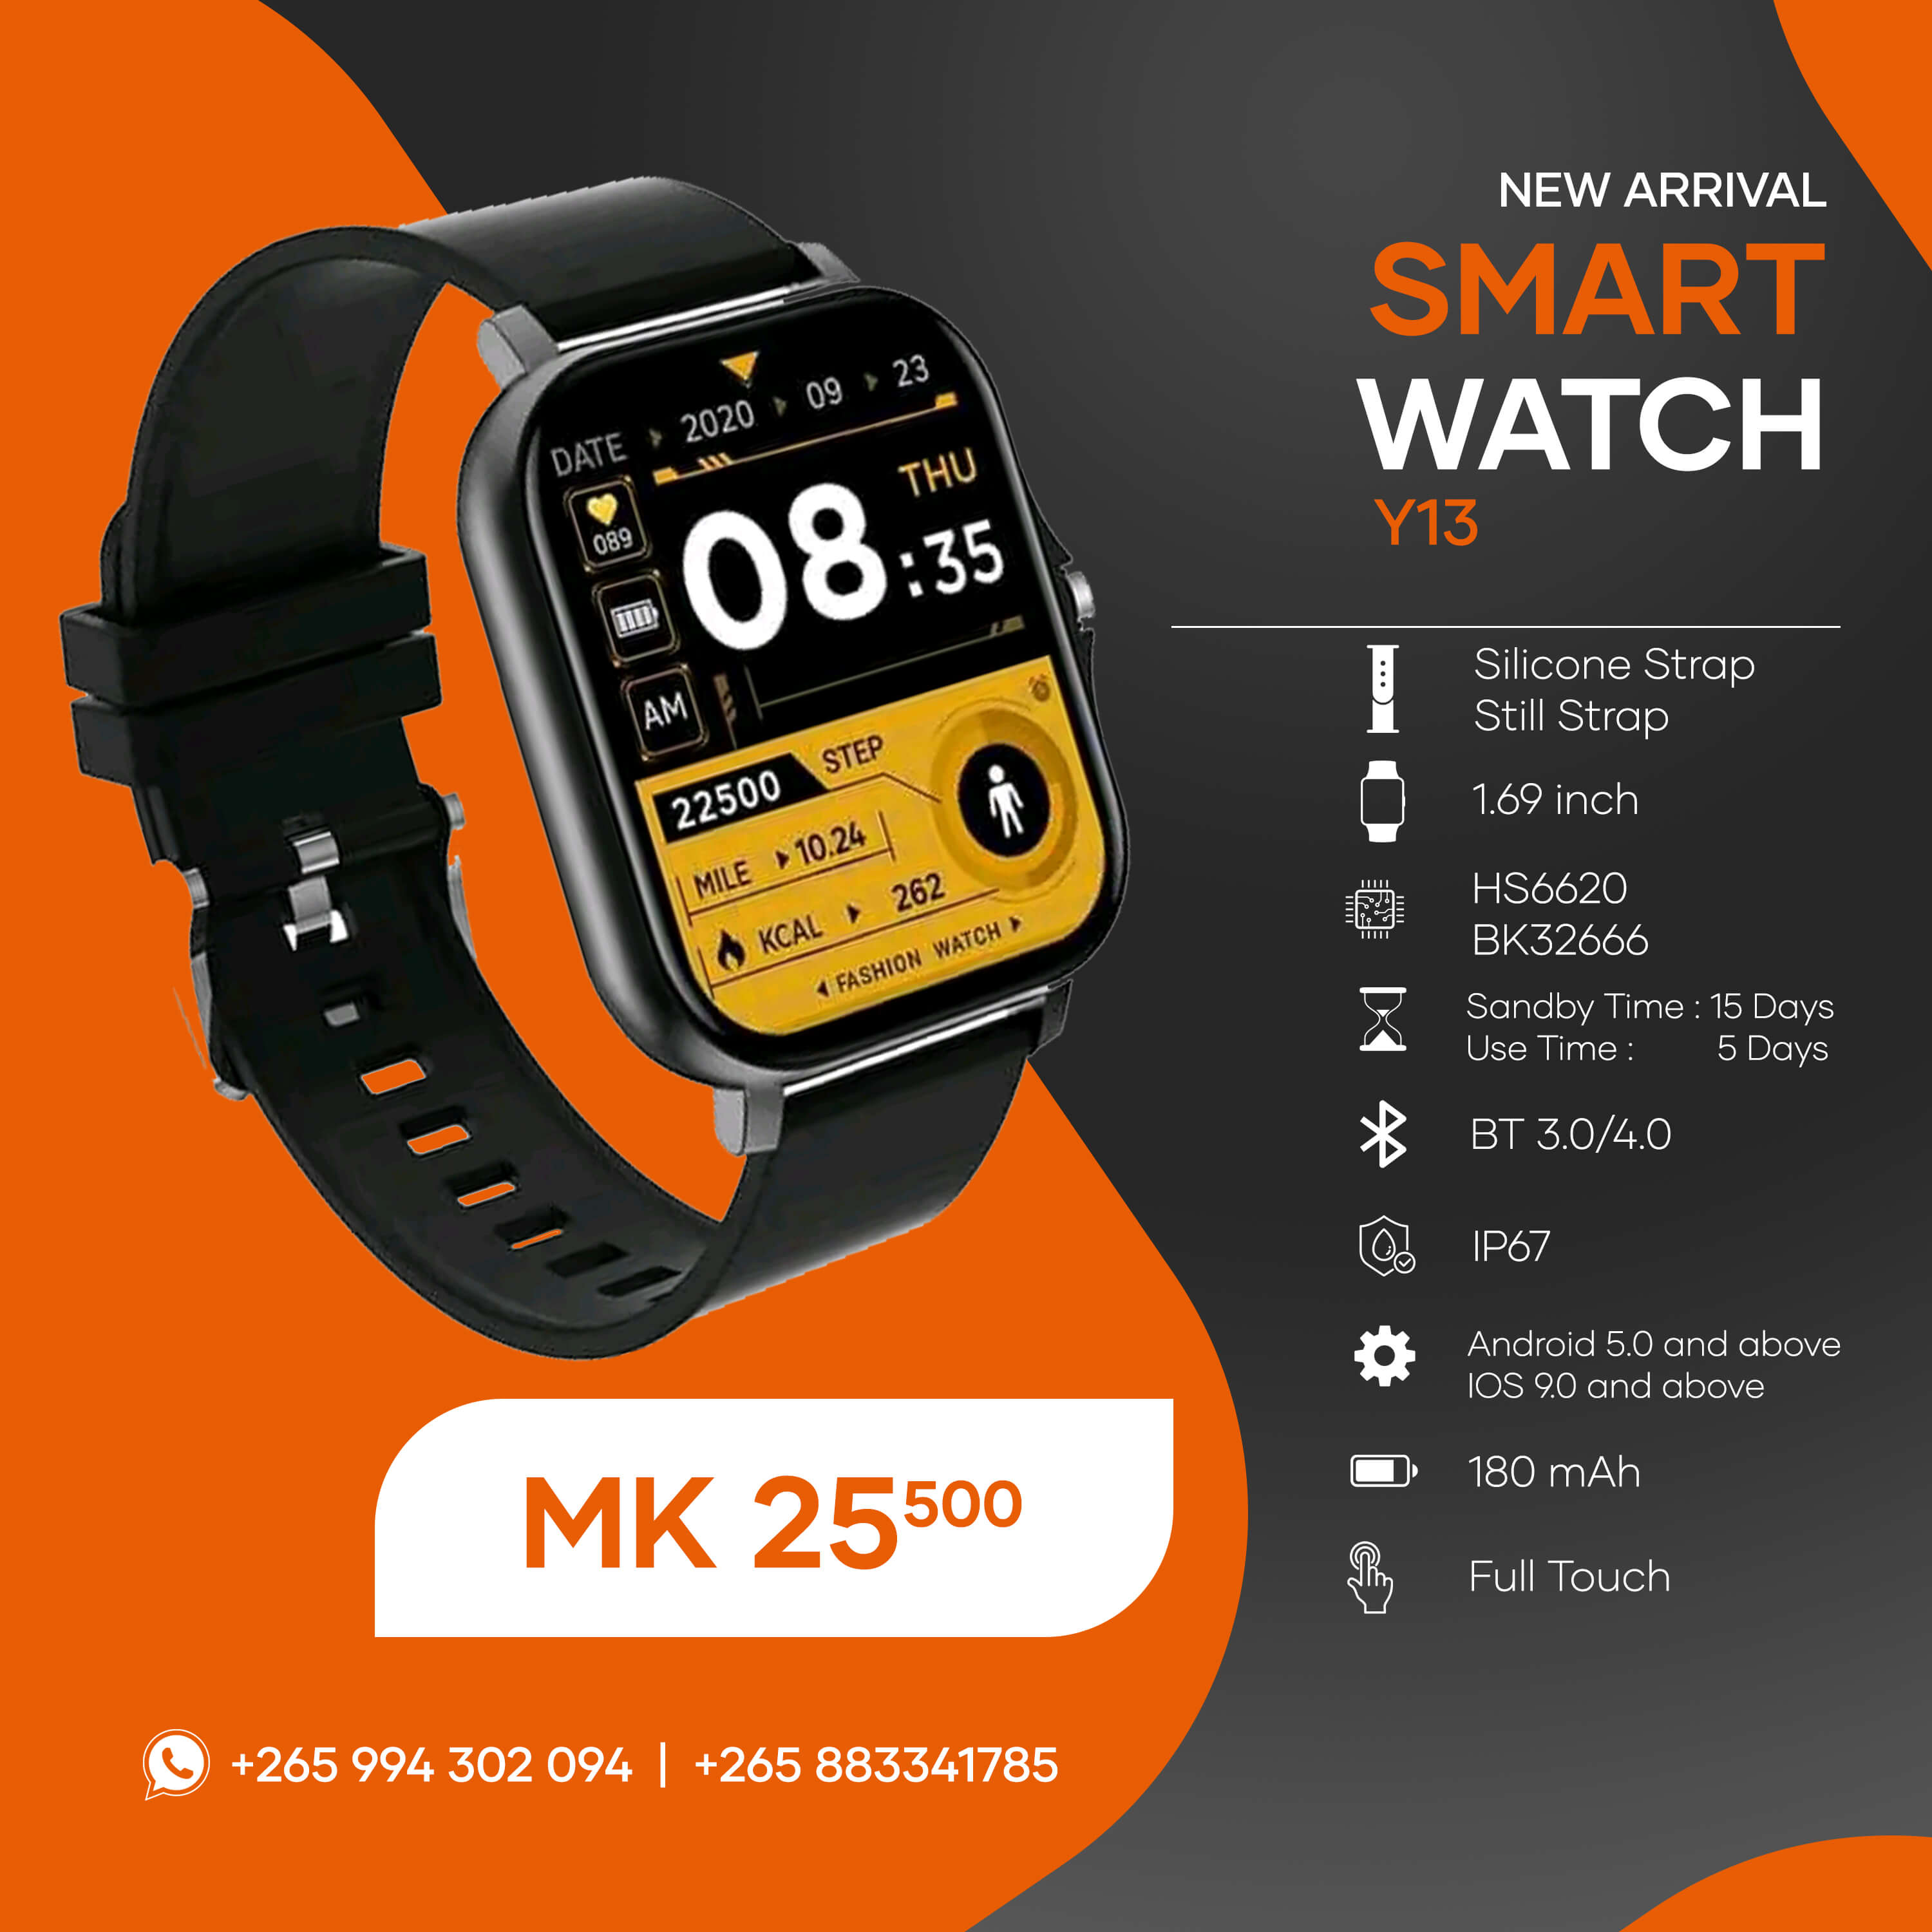 NEW ARRIVAL
SMART
WATCH
Y13
DATE 2020 09 23
THU
089
08:35
AM
22500 STEP
MILE 10.24
KCAL 262
FASHION WATCH
Silicone Strap
Still Strap
1.69 inch
HS6620
BK32666
Sandby Time : 15 Days
Use Time : 5 Days
BT 3.0/4.0
IP67
Android 5.0 and above
IOS 9.0 and above
180 mAh
Full Touch
MK 25500
+265 994 302 094 | +265 883341785